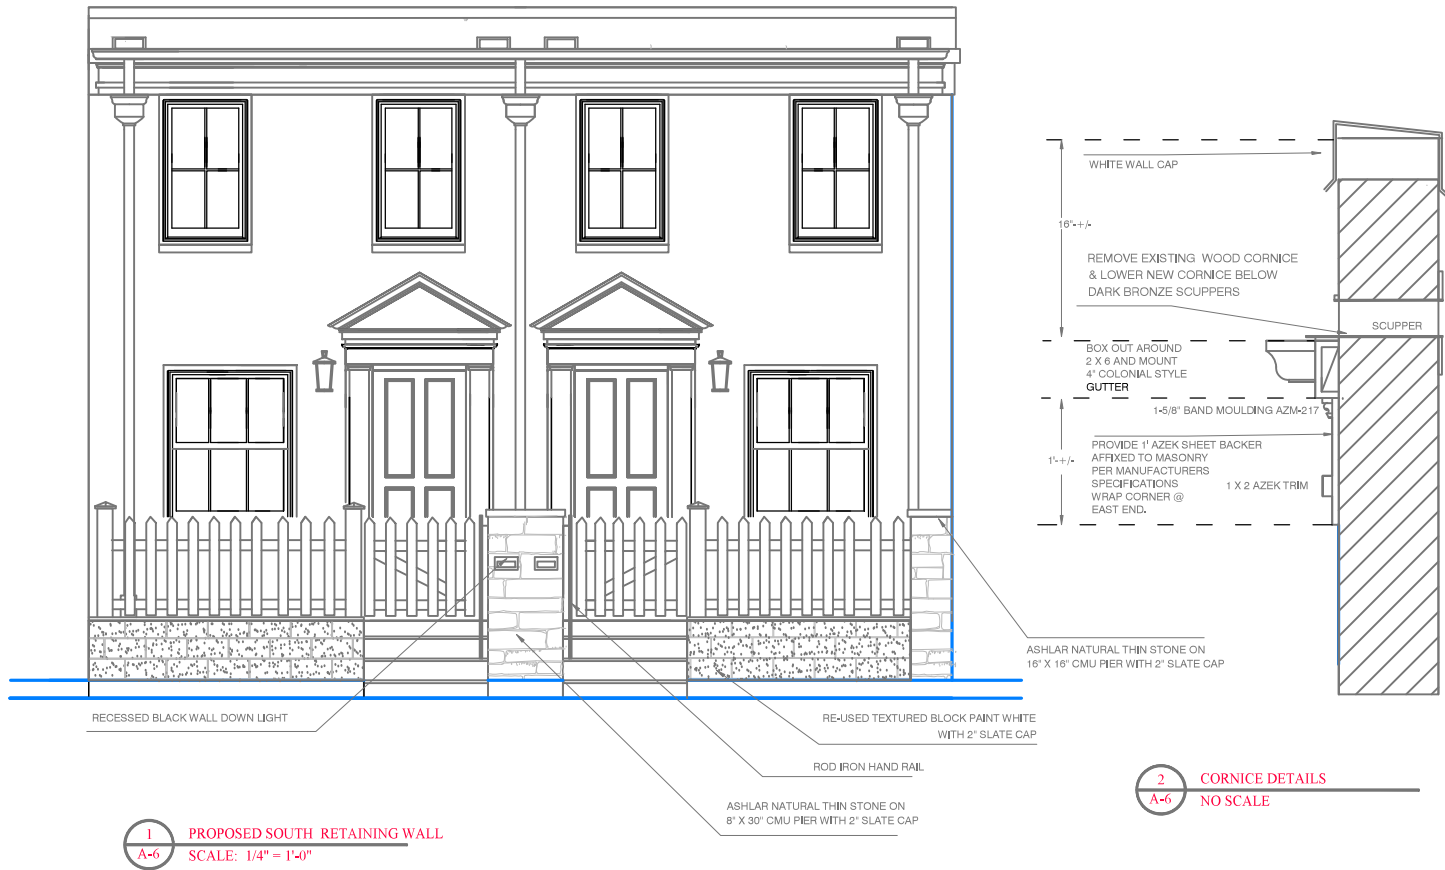 WHITE WALL CAP
16"-+/-
REMOVE EXISTING WOOD CORNICE
& LOWER NEW CORNICE BELOW
DARK BRONZE SCUPPERS
SCUPPER
BOX OUT AROUND
2 X 6 AND MOUNT
4" COLONIAL STYLE
GUTTER
1-5/8" BAND MOULDING AZM-217
1'-+/-
PROVIDE 1' AZEK SHEET BACKER
AFFIXED TO MASONRY
PER MANUFACTURERS
SPECIFICATIONS
WRAP CORNER @
EAST END.
1 X 2 AZEK TRIM
ASHLAR NATURAL THIN STONE ON
16" X 16" CMU PIER WITH 2" SLATE CAP
RECESSED BLACK WALL DOWN LIGHT
RE-USED TEXTURED BLOCK PAINT WHITE
WITH 2" SLATE CAP
ROD IRON HAND RAIL
ASHLAR NATURAL THIN STONE ON
8" X 30" CMU PIER WITH 2" SLATE CAP
1
A-6
PROPOSED SOUTH RETAINING WALL
SCALE: 1/4" = 1'-0"
2
A-6
CORNICE DETAILS
NO SCALE